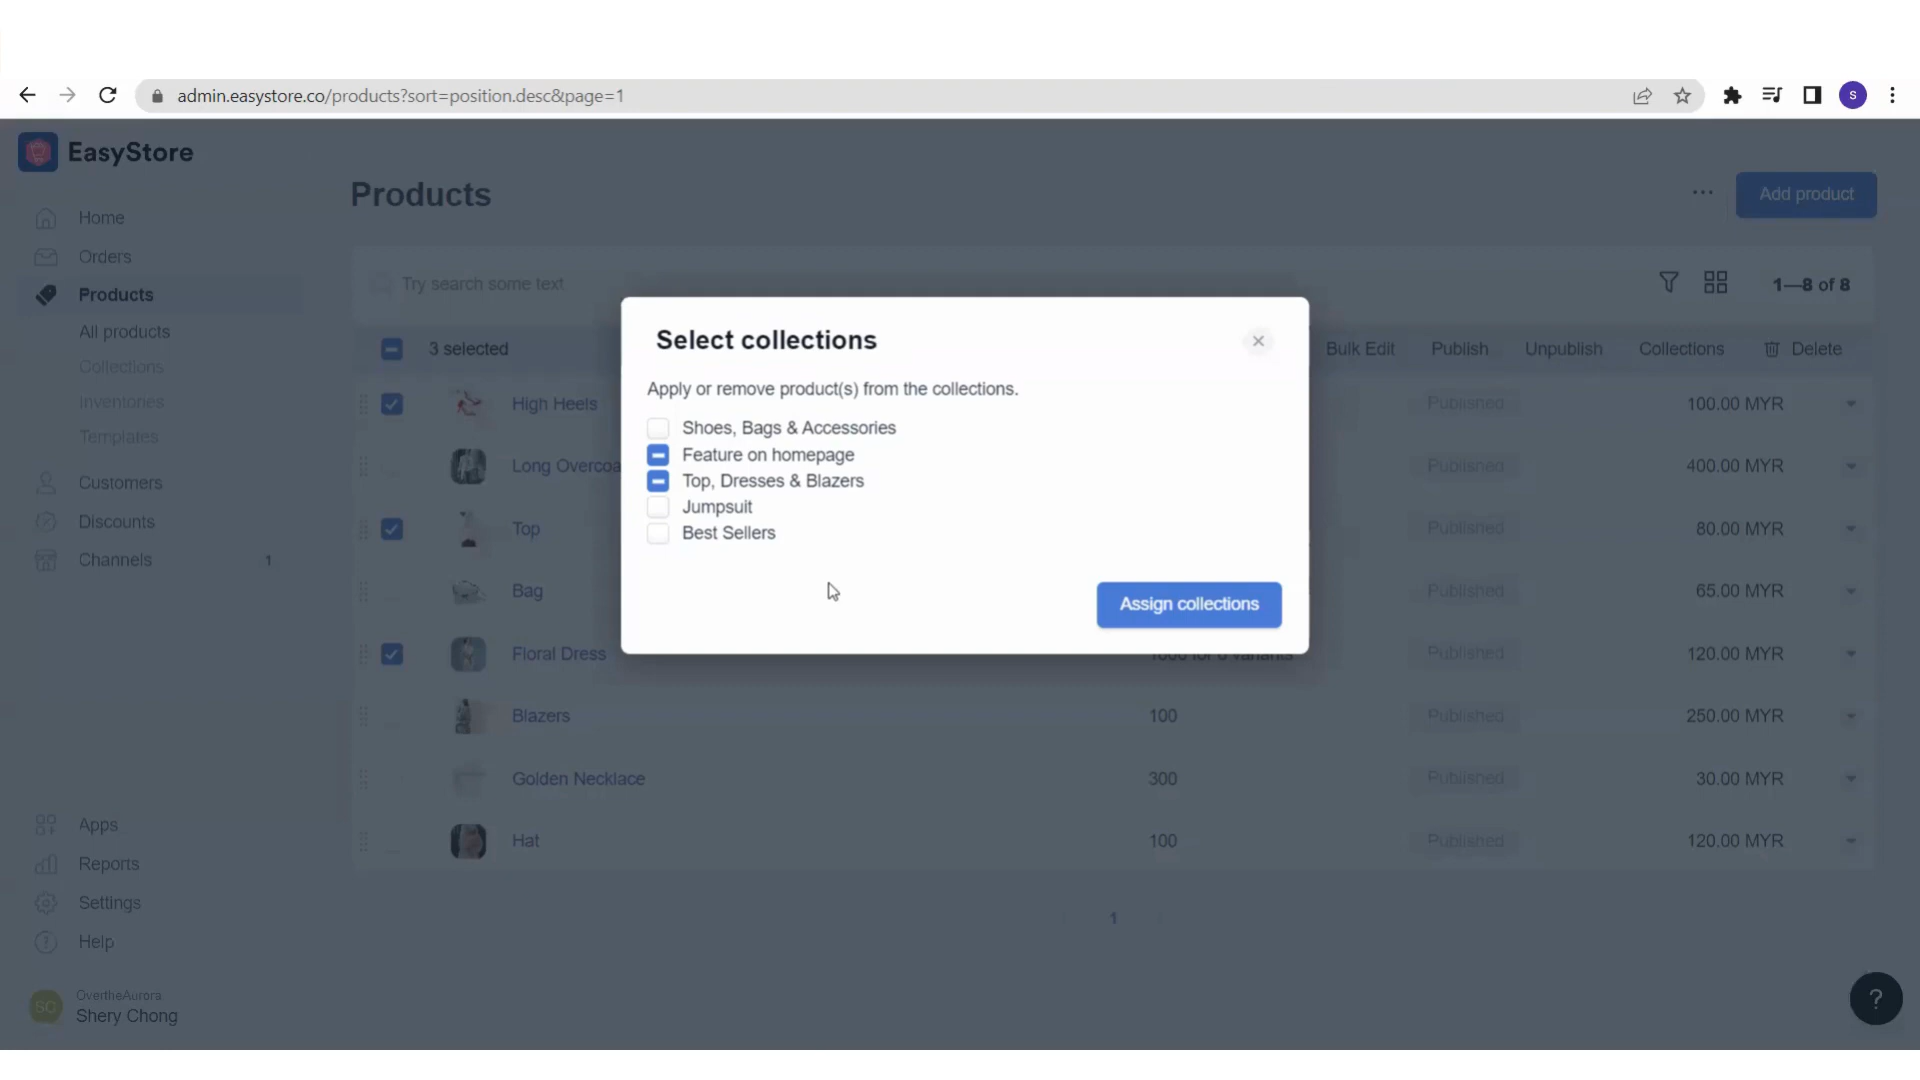 admin.easystore.co/products?sort=position.desc&page=1
S
EasyStore
Products
Add product
Home
Orders
Products
All products
Collections
Inventories
Templates
Customers
Discounts
Channels 1
Apps
Reports
Settings
Help
SC
OvertheAurora
Shery Chong
Try search some text
1—8 of 8
3 selected
Bulk Edit Publish Unpublish Collections Delete
High Heels Published 100.00 MYR
Long Overcoa Published 400.00 MYR
Top Published 80.00 MYR
Bag Published 65.00 MYR
Floral Dress Published 120.00 MYR
Blazers 100 Published 250.00 MYR
Golden Necklace 300 Published 30.00 MYR
Hat 100 Published 120.00 MYR
1
Select collections
Apply or remove product(s) from the collections.
Shoes, Bags & Accessories
Feature on homepage
Top, Dresses & Blazers
Jumpsuit
Best Sellers
Assign collections
?